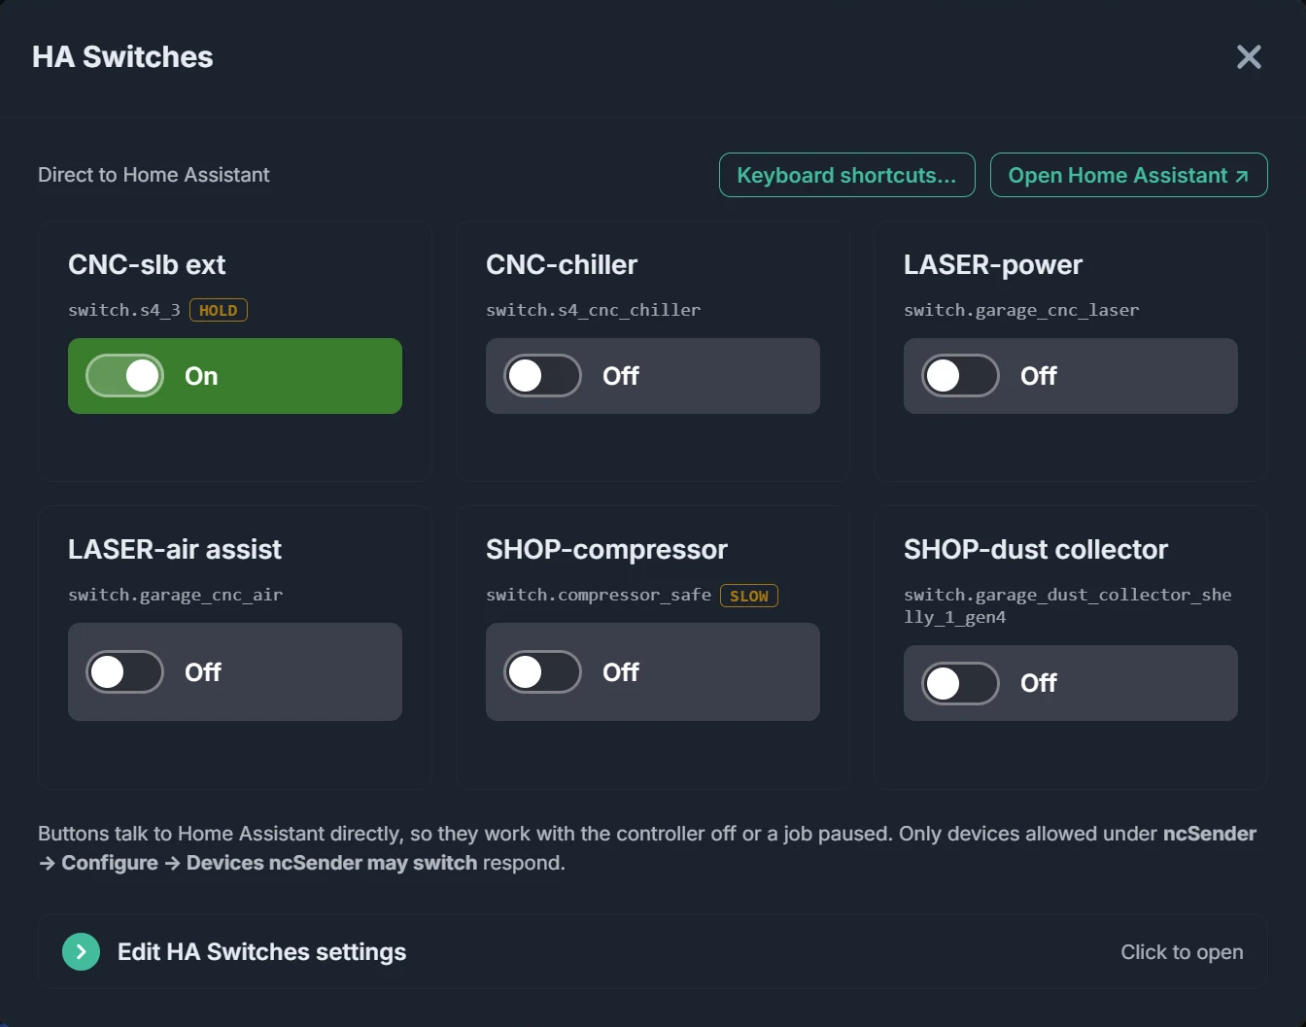 HA Switches
Direct to Home Assistant
Keyboard shortcuts...
Open Home Assistant ↗
CNC-slb ext
switch.s4_3 HOLD
On
CNC-chiller
switch.s4_cnc_chiller
Off
LASER-power
switch.garage_cnc_laser
Off
LASER-air assist
switch.garage_cnc_air
Off
SHOP-compressor
switch.compressor_safe SLOW
Off
SHOP-dust collector
switch.garage_dust_collector_she
lly_1_gen4
Off
Buttons talk to Home Assistant directly, so they work with the controller off or a job paused. Only devices allowed under ncSender
→ Configure → Devices ncSender may switch respond.
Edit HA Switches settings
Click to open